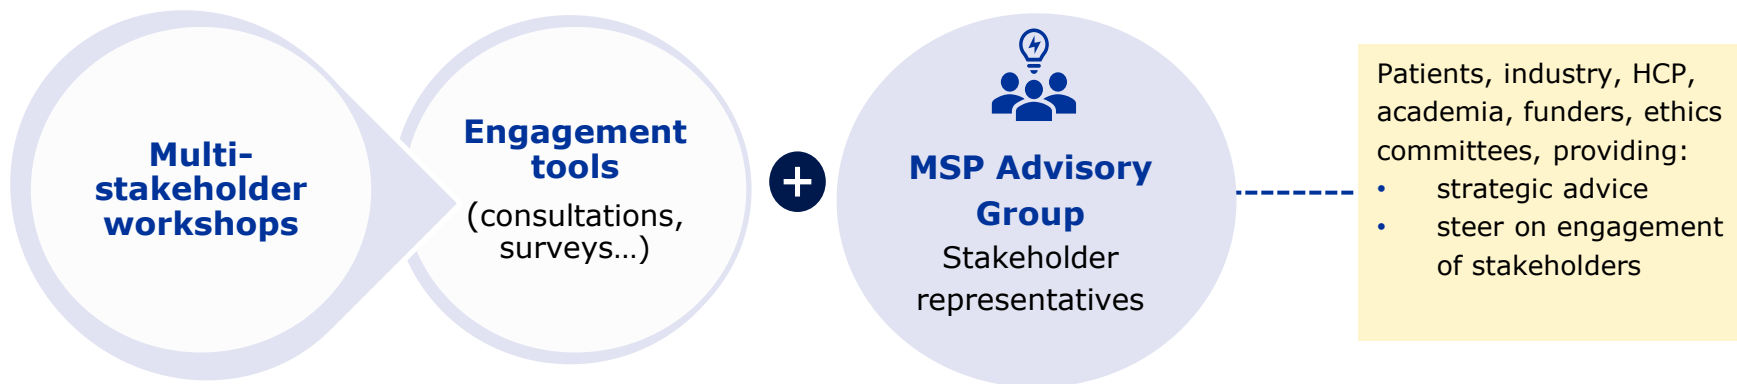 Multi-
stakeholder
workshops
Engagement
tools
(consultations,
surveys…)
+
MSP Advisory
Group
Stakeholder
representatives
Patients, industry, HCP,
academia, funders, ethics
committees, providing:
• strategic advice
• steer on engagement
of stakeholders